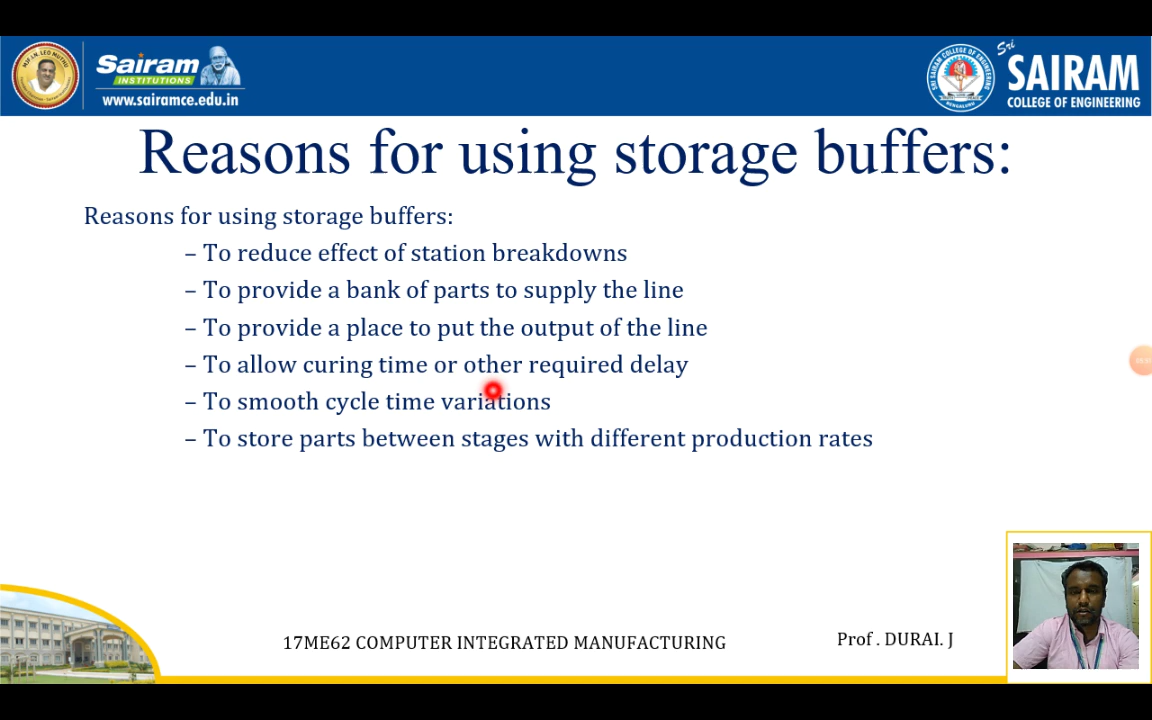 Sairam
INSTITUTIONS
www.sairamce.edu.in
Sri
SAIRAM
COLLEGE OF ENGINEERING
Reasons for using storage buffers:
Reasons for using storage buffers:
– To reduce effect of station breakdowns
– To provide a bank of parts to supply the line
– To provide a place to put the output of the line
– To allow curing time or other required delay
– To smooth cycle time variations
– To store parts between stages with different production rates
17ME62 COMPUTER INTEGRATED MANUFACTURING
Prof . DURAI. J